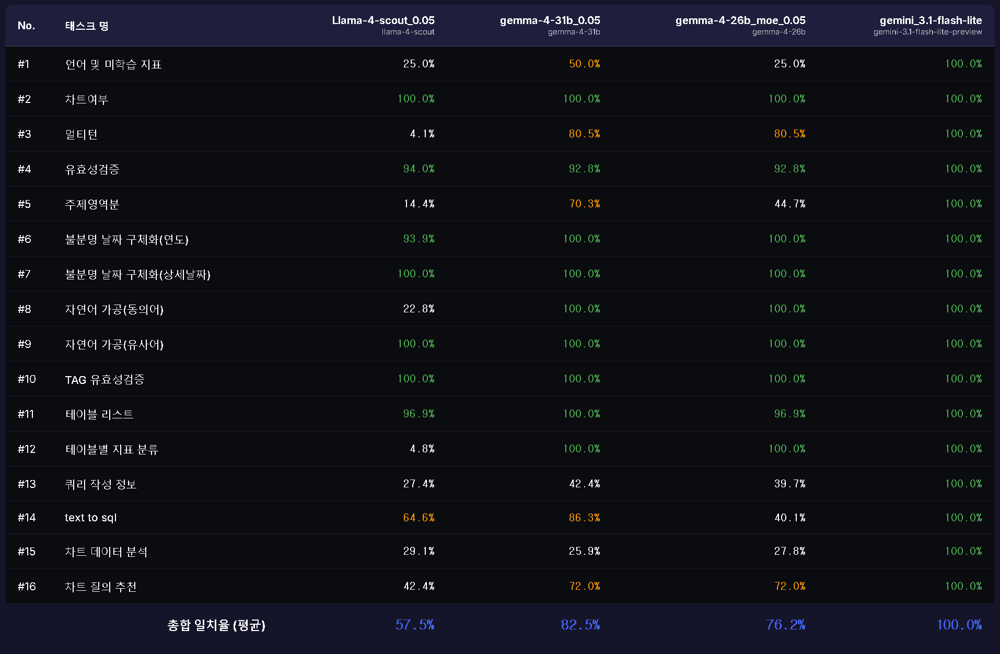 No. 태스크 명 Llama-4-scout_0.05 gemma-4-31b_0.05 gemma-4-26b_moe_0.05 gemini_3.1-flash-lite
llama-4-scout gemma-4-31b gemma-4-26b gemini-3.1-flash-lite-preview
#1 언어 및 미학습 지표 25.0% 50.0% 25.0% 100.0%
#2 차트여부 100.0% 100.0% 100.0% 100.0%
#3 멀티턴 4.1% 80.5% 80.5% 100.0%
#4 유효성검증 94.0% 92.8% 92.8% 100.0%
#5 주제영역분 14.4% 70.3% 44.7% 100.0%
#6 불분명 날짜 구체화(연도) 93.9% 100.0% 100.0% 100.0%
#7 불분명 날짜 구체화(상세날짜) 100.0% 100.0% 100.0% 100.0%
#8 자연어 가공(동의어) 22.8% 100.0% 100.0% 100.0%
#9 자연어 가공(유사어) 100.0% 100.0% 100.0% 100.0%
#10 TAG 유효성검증 100.0% 100.0% 100.0% 100.0%
#11 테이블 리스트 96.9% 100.0% 96.9% 100.0%
#12 테이블별 지표 분류 4.8% 100.0% 100.0% 100.0%
#13 쿼리 작성 정보 27.4% 42.4% 39.7% 100.0%
#14 text to sql 64.6% 86.3% 40.1% 100.0%
#15 차트 데이터 분석 29.1% 25.9% 27.8% 100.0%
#16 차트 질의 추천 42.4% 72.0% 72.0% 100.0%
총합 일치율 (평균) 57.5% 82.5% 76.2% 100.0%